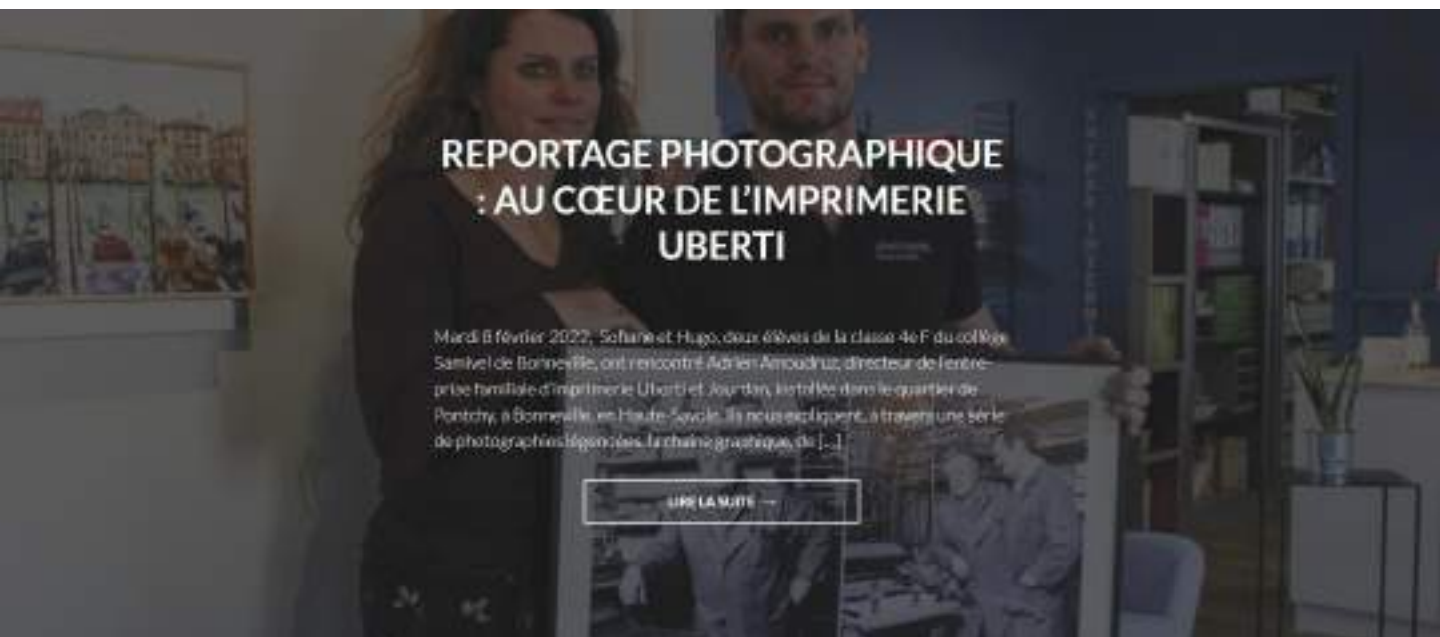 REPORTAGE PHOTOGRAPHIQUE
: AU CŒUR DE L'IMPRIMERIE
UBERTI
Mardi 8 février 2022, Sofiane et Hugo, deux élèves de la classe 4e F du collège
Samivel de Bonneville, ont rencontré Adrien Arnoudruz, directeur de l'entre-
prise familiale d'imprimerie Uberti et Jourdan, installée dans le quartier de
Pontchy, à Bonneville, en Haute-Savoie. Ils nous expliquent, à travers une série
de photographies légendées, la chaîne graphique, de [...]
LIRE LA SUITE →